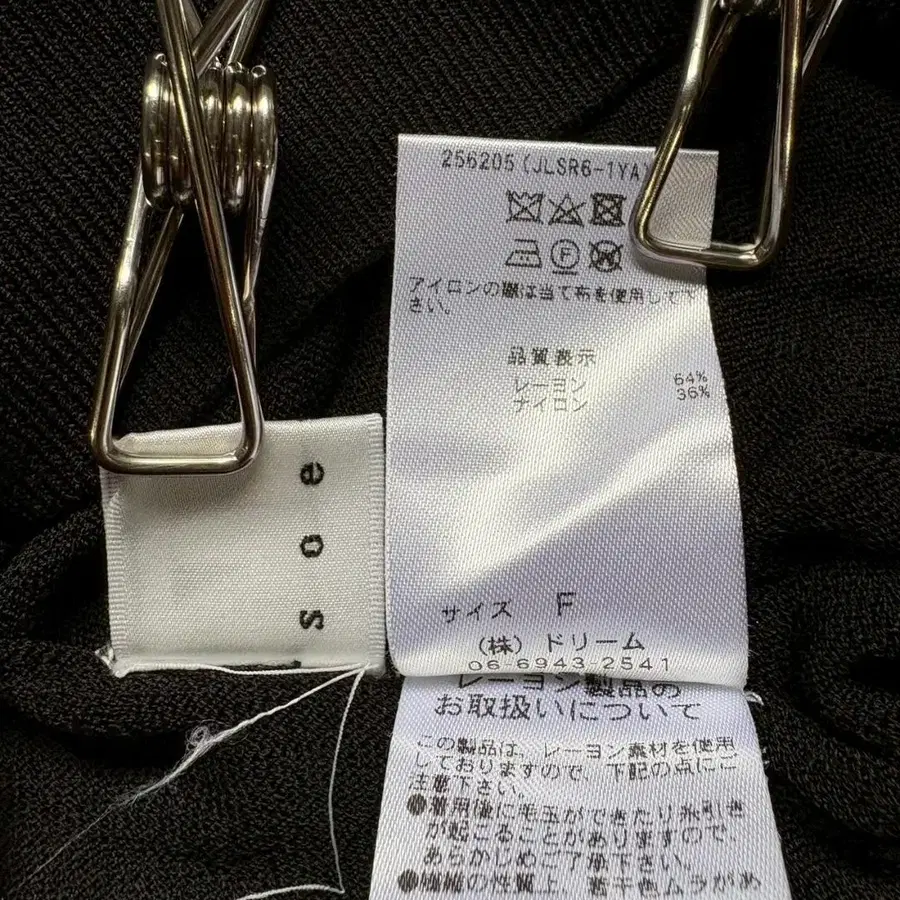 256205(JLSR6-1YA
アイロンの際は当て布を使用して下
さい。
品質表示
レーヨン 64%
ナイロン 36%
サイズ F
(株) ドリーム
06-6943-2541
レーヨン製品の
お取扱いについて
この製品は、レーヨン素材を使用
しておりますので、下記の点にご
注意下さい。
●着用後に毛玉ができたり糸引き
が起こることがありますので
あらかじめご了承下さい。
●繊維の性質上、若干色ムラがあ
s o e